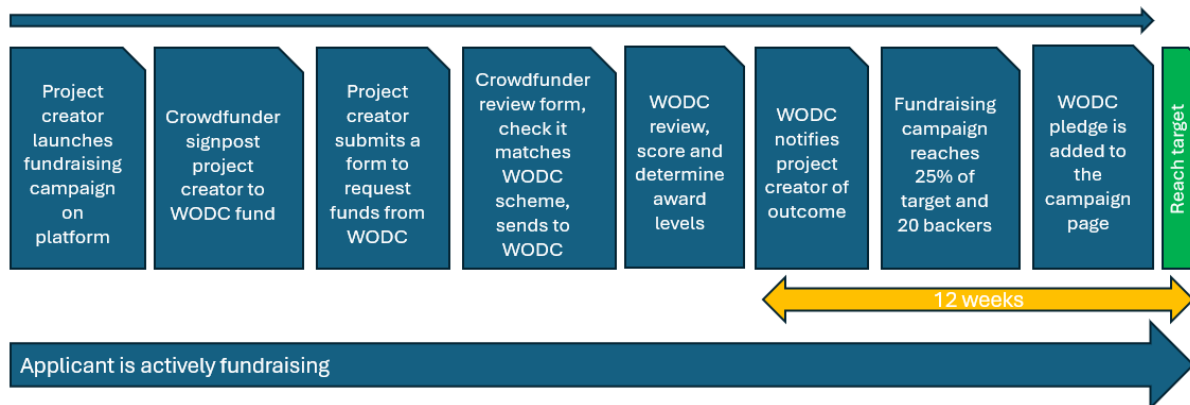 Project
creator
launches
fundraising
campaign
on
platform
Crowdfunder
signpost
project
creator to
WODC fund
Project
creator
submits a
form to
request
funds from
WODC
Crowdfunder
review form,
check it
matches
WODC
scheme,
sends to
WODC
WODC
review,
score and
determine
award
levels
WODC
notifies
project
creator of
outcome
Fundraising
campaign
reaches
25% of
target and
20 backers
WODC
pledge is
added to
the
campaign
page
Reach target
12 weeks
Applicant is actively fundraising